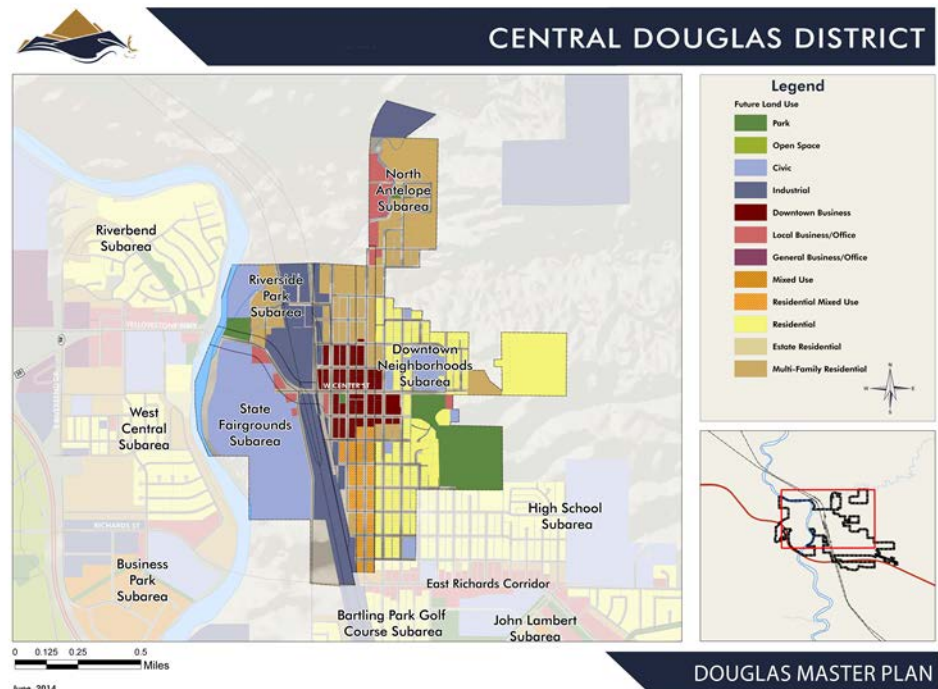 CENTRAL DOUGLAS DISTRICT
North
Antelope
Subarea
Riverbend
Subarea
Riverside
Park
Subarea
YELLOWSTONE HWY
Downtown
Neighborhoods
Subarea
W CENTER ST
State
Fairgrounds
Subarea
West
Central
Subarea
High School
Subarea
RICHARDS ST
Business
Park
Subarea
East Richards Corridor
Bartling Park Golf
Course Subarea
John Lambert
Subarea
Legend
Future Land Use
Park
Open Space
Civic
Industrial
Downtown Business
Local Business/Office
General Business/Office
Mixed Use
Residential Mixed Use
Residential
Estate Residential
Multi-Family Residential
N
W
E
S
0 0.125 0.25 0.5
Miles
June, 2014
DOUGLAS MASTER PLAN